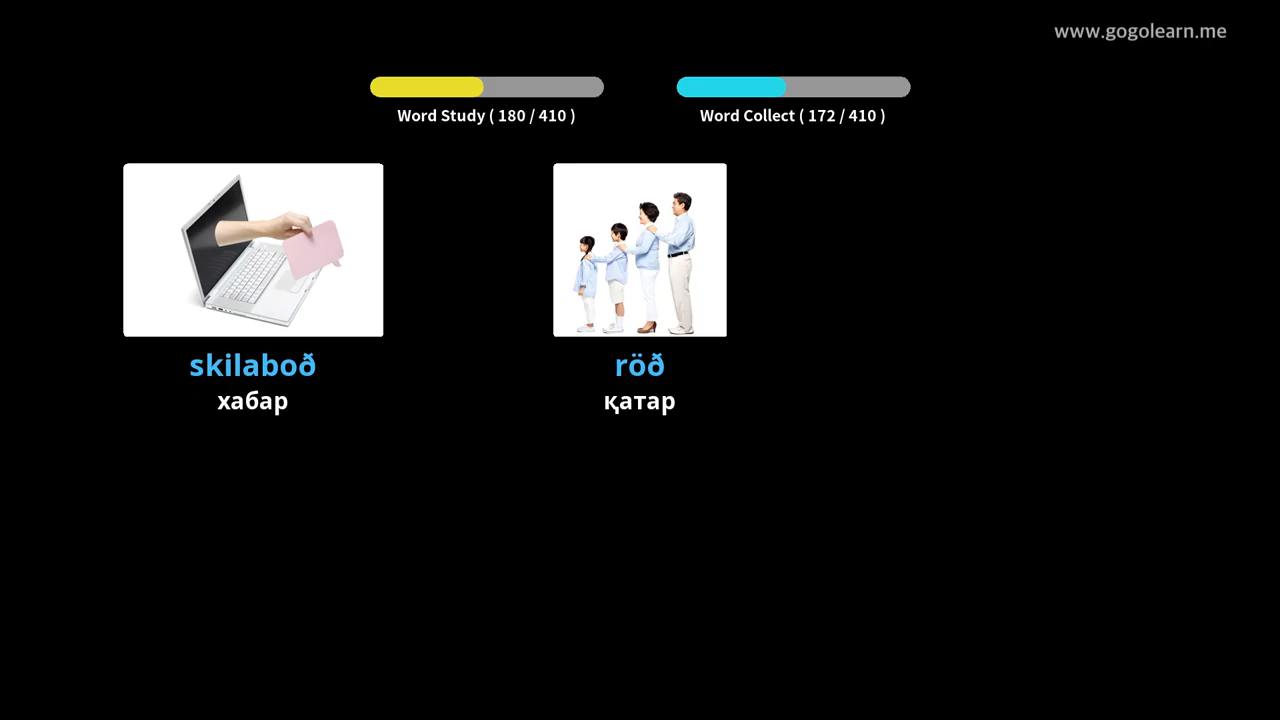 www.gogolearn.me
Word Study ( 180 / 410 )
Word Collect ( 172 / 410 )
skilaboð
хабар
röð
қатар